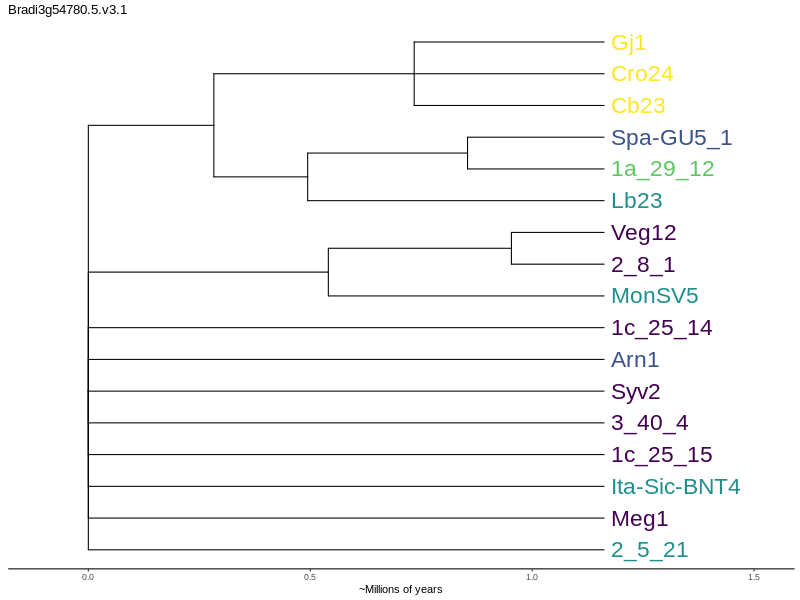 Bradi3g54780.5.v3.1
Gj1
Cro24
Cb23
Spa-GU5_1
1a_29_12
Lb23
Veg12
2_8_1
MonSV5
1c_25_14
Arn1
Syv2
3_40_4
1c_25_15
Ita-Sic-BNT4
Meg1
2_5_21
0.0 0.5 1.0 1.5
~Millions of years